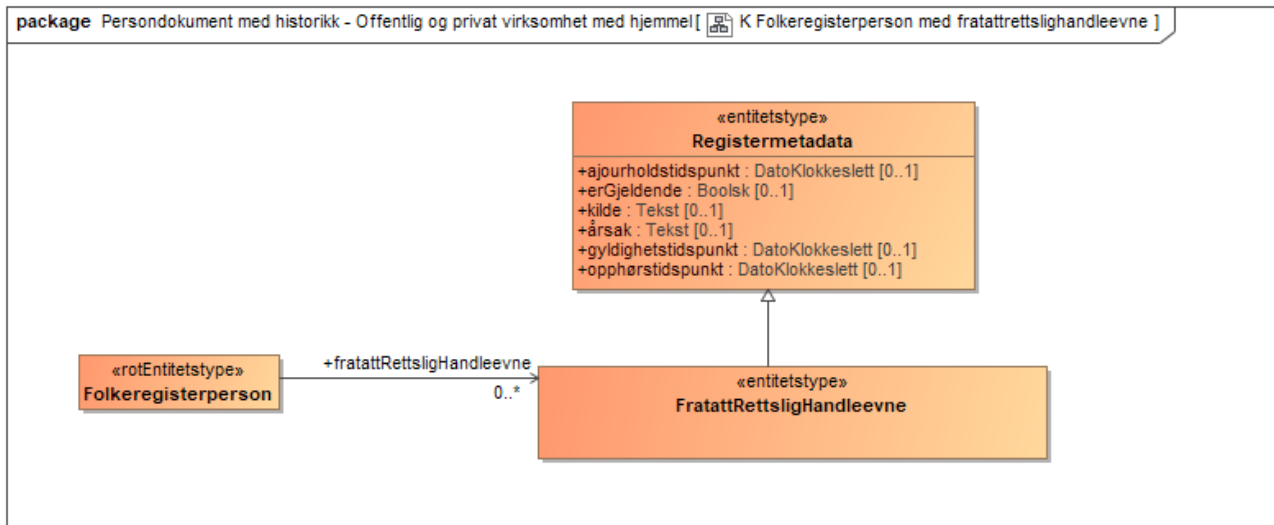 package Persondokument med historikk - Offentlig og privat virksomhet med hjemmel[ K Folkeregisterperson med fratattrettslighandleevne ]
«entitetstype»
Registermetadata
+ajourholdstidspunkt : DatoKlokkeslett [0..1]
+erGjeldende : Boolsk [0..1]
+kilde : Tekst [0..1]
+årsak : Tekst [0..1]
+gyldighetstidspunkt : DatoKlokkeslett [0..1]
+opphørstidspunkt : DatoKlokkeslett [0..1]
«rotEntitetstype»
Folkeregisterperson
+fratattRettsligHandleevne
0..*
«entitetstype»
FratattRettsligHandleevne